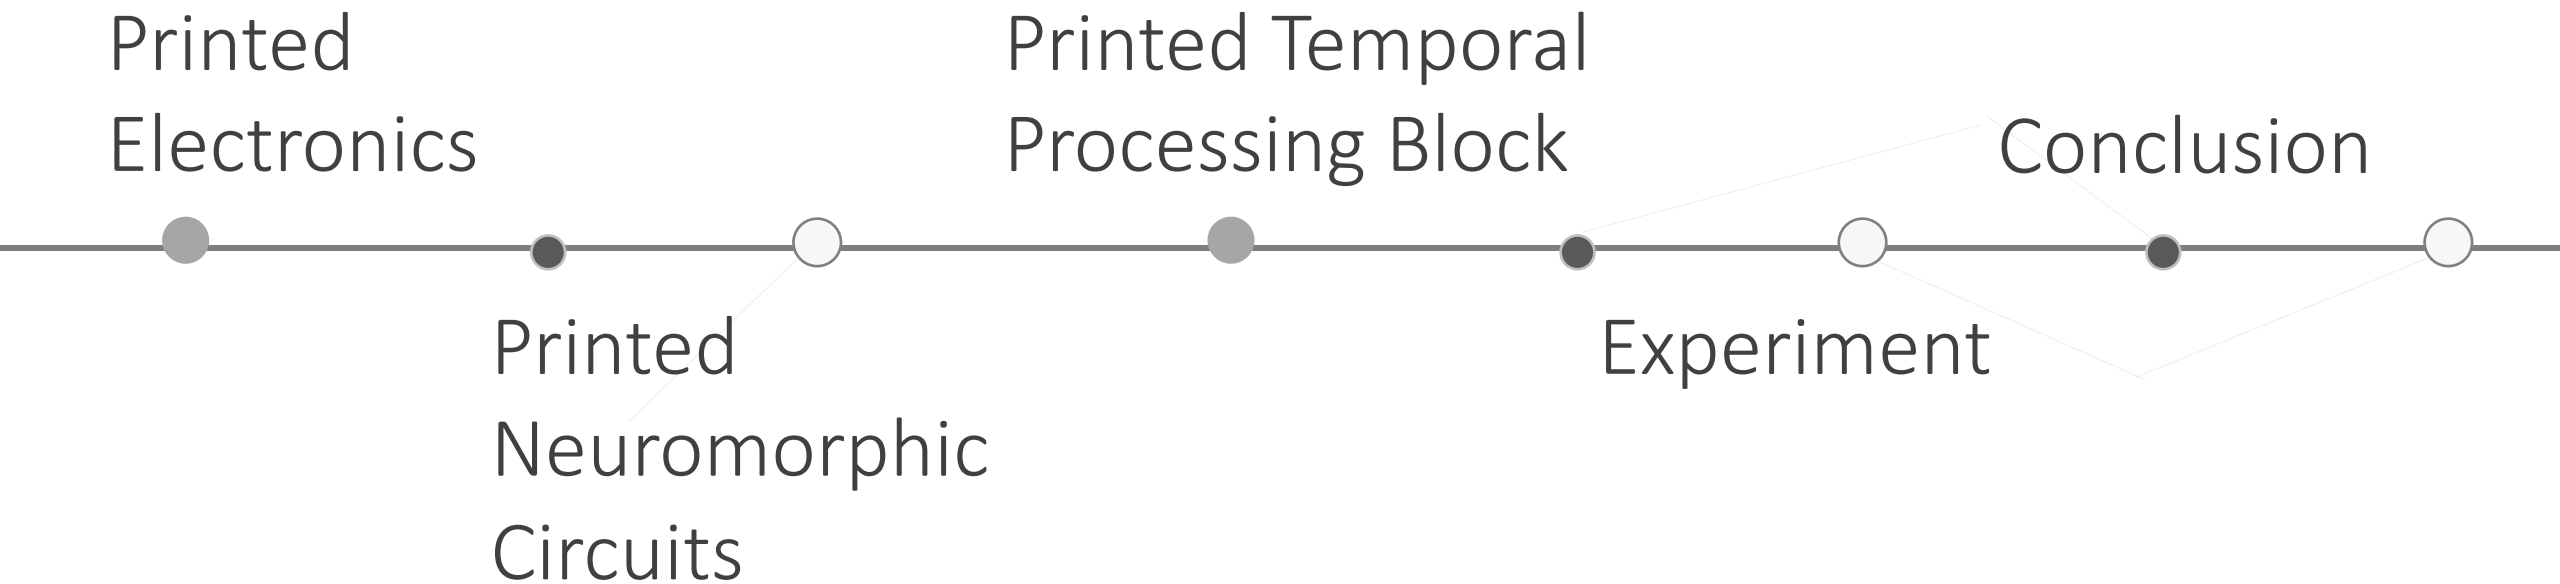 Printed
Electronics
Printed
Neuromorphic
Circuits
Printed Temporal
Processing Block
Experiment
Conclusion